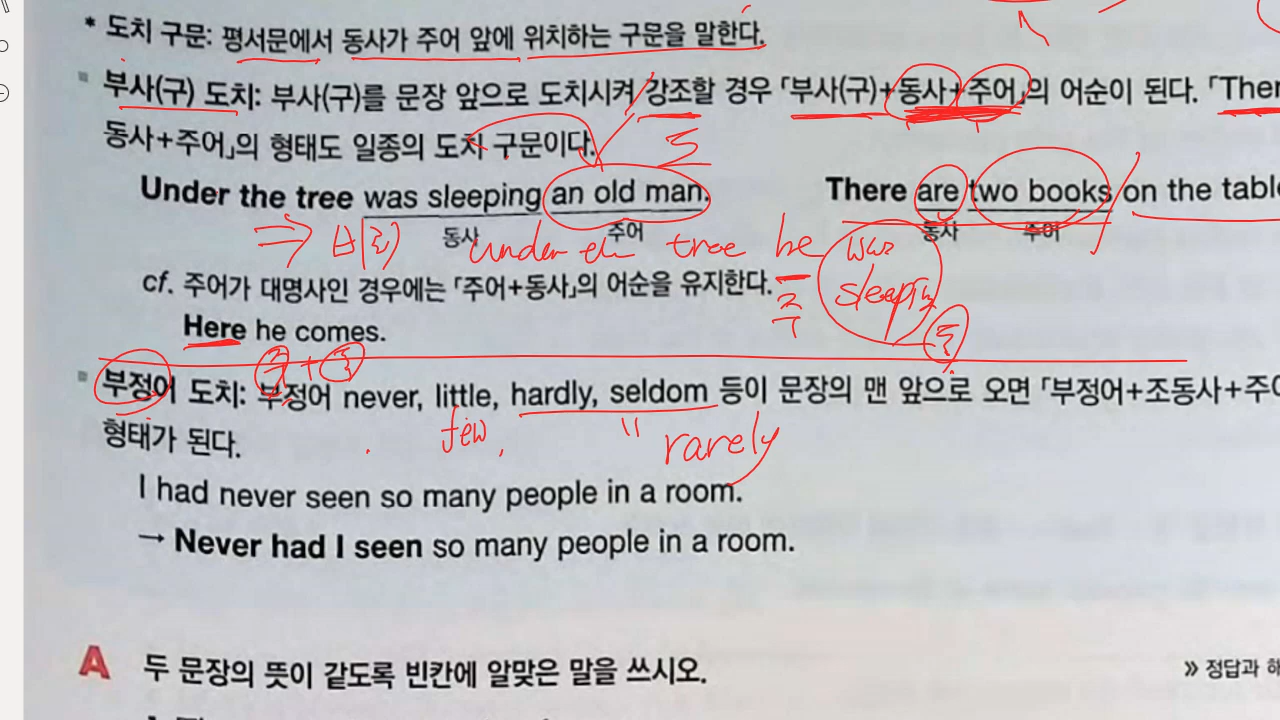 * 도치 구문: 평서문에서 동사가 주어 앞에 위치하는 구문을 말한다.
부사(구) 도치: 부사(구)를 문장 앞으로 도치시켜 강조할 경우 「부사(구)+동사+주어」의 어순이 된다. 「Ther
동사+주어」의 형태도 일종의 도치 구문이다.
Under the tree was sleeping an old man. There are two books on the table
동사 주어 동사 주어
⇒ under the tree he was sleeping
주 동
cf. 주어가 대명사인 경우에는 「주어+동사」의 어순을 유지한다.
Here he comes.
주 + 동
부정어 도치: 부정어 never, little, hardly, seldom 등이 문장의 맨 앞으로 오면 「부정어+조동사+주어
few, " rarely
형태가 된다.
I had never seen so many people in a room.
→ Never had I seen so many people in a room.
A 두 문장의 뜻이 같도록 빈칸에 알맞은 말을 쓰시오.
» 정답과 해